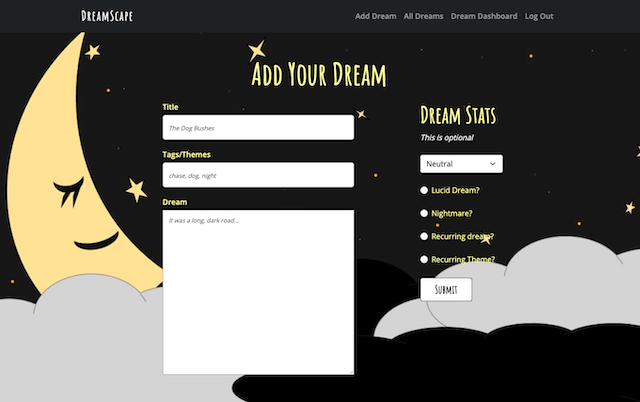 DreamScape
Add Dream All Dreams Dream Dashboard Log Out
Add Your Dream
Title
The Dog Bushes
Tags/Themes
chase, dog, night
Dream
It was a long, dark road...
Dream Stats
This is optional
Neutral
Lucid Dream?
Nightmare?
Recurring dream?
Recurring Theme?
Submit